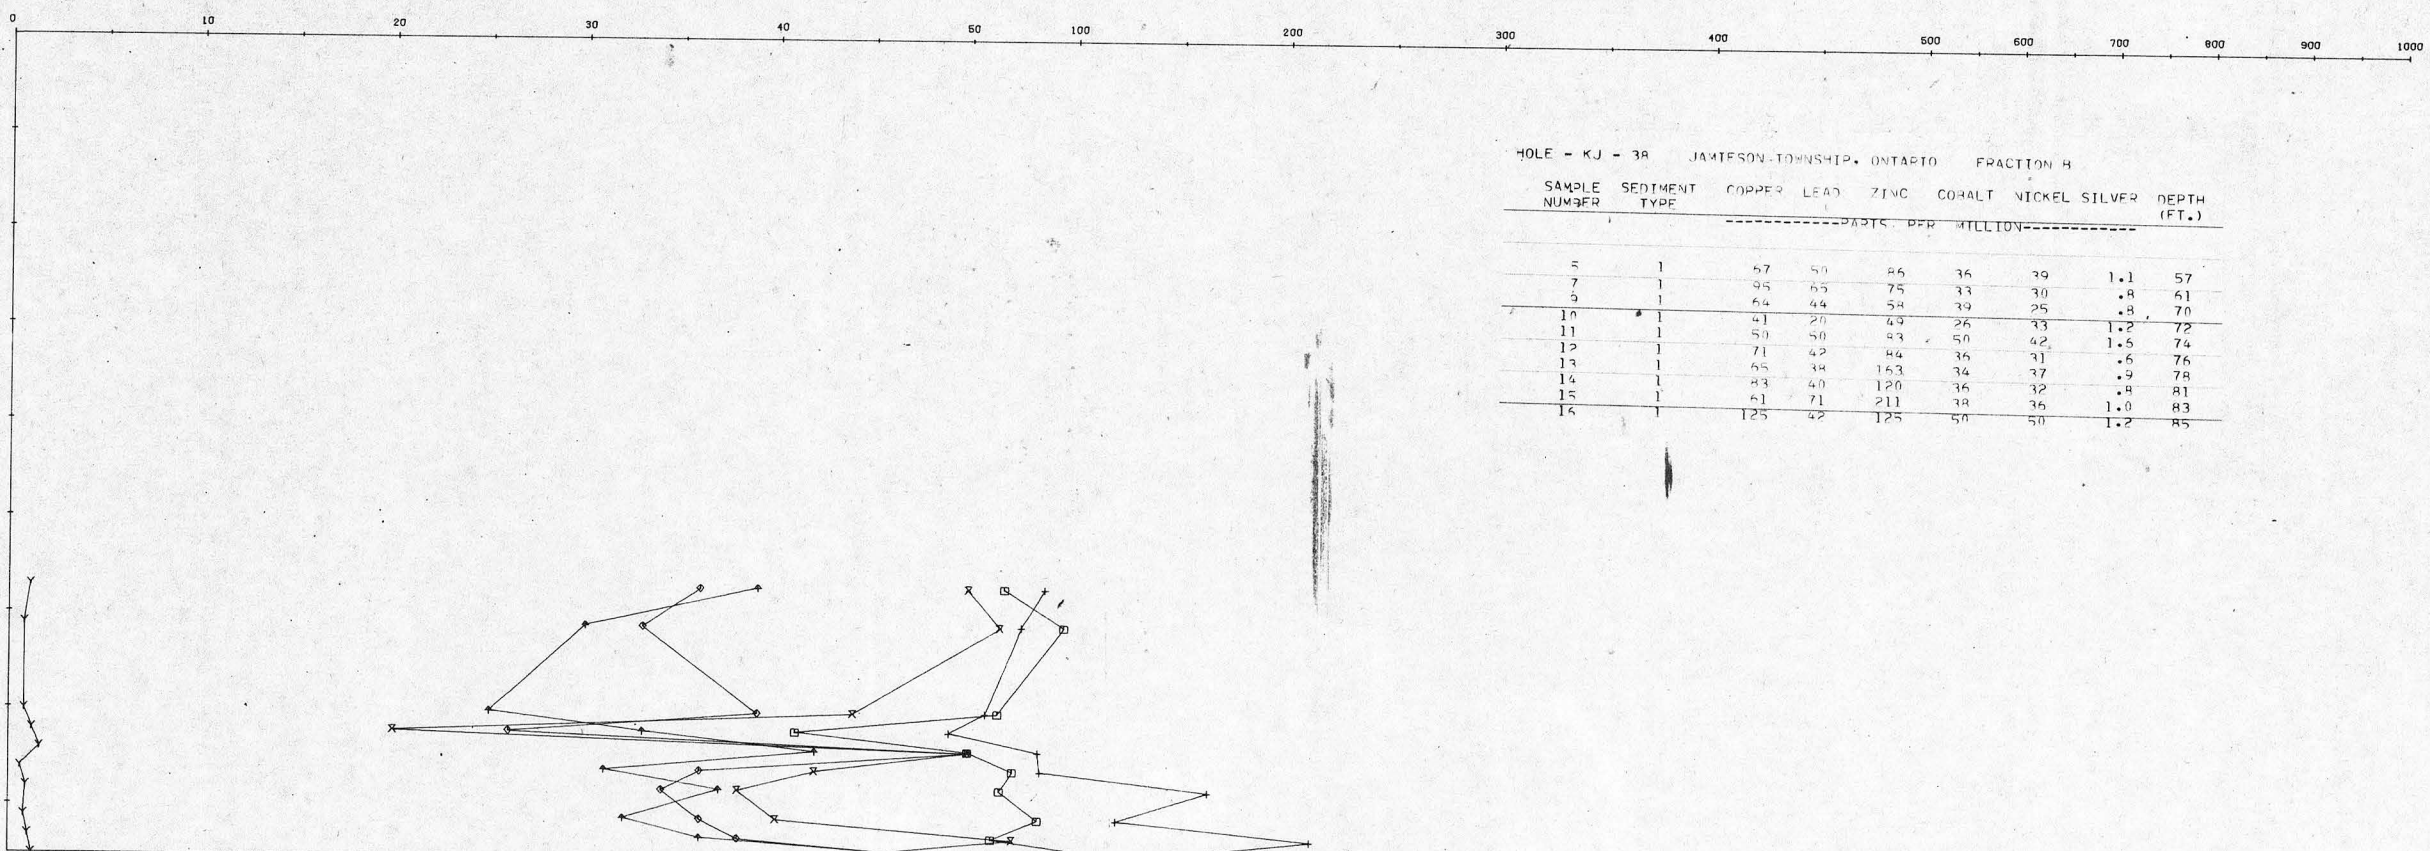 0 10 20 30 40 50 100 200 300 400 500 600 700 800 900 1000
HOLE - KJ - 38 JAMIESON TOWNSHIP, ONTARIO FRACTION B
SAMPLE SEDIMENT COPPER LEAD ZINC COBALT NICKEL SILVER DEPTH
NUMBER TYPE (FT.)
------------PARTS PER MILLION------------
5 1 67 50 86 36 39 1.1 57
7 1 95 65 75 33 30 .8 61
9 1 64 44 58 39 25 .8 70
10 1 41 20 49 26 33 1.2 72
11 1 50 50 83 50 42 1.6 74
12 1 71 42 84 36 31 .6 76
13 1 65 38 163 34 37 .9 78
14 1 83 40 120 36 32 .8 81
15 1 61 71 211 38 36 1.0 83
16 1 125 42 125 50 50 1.2 85